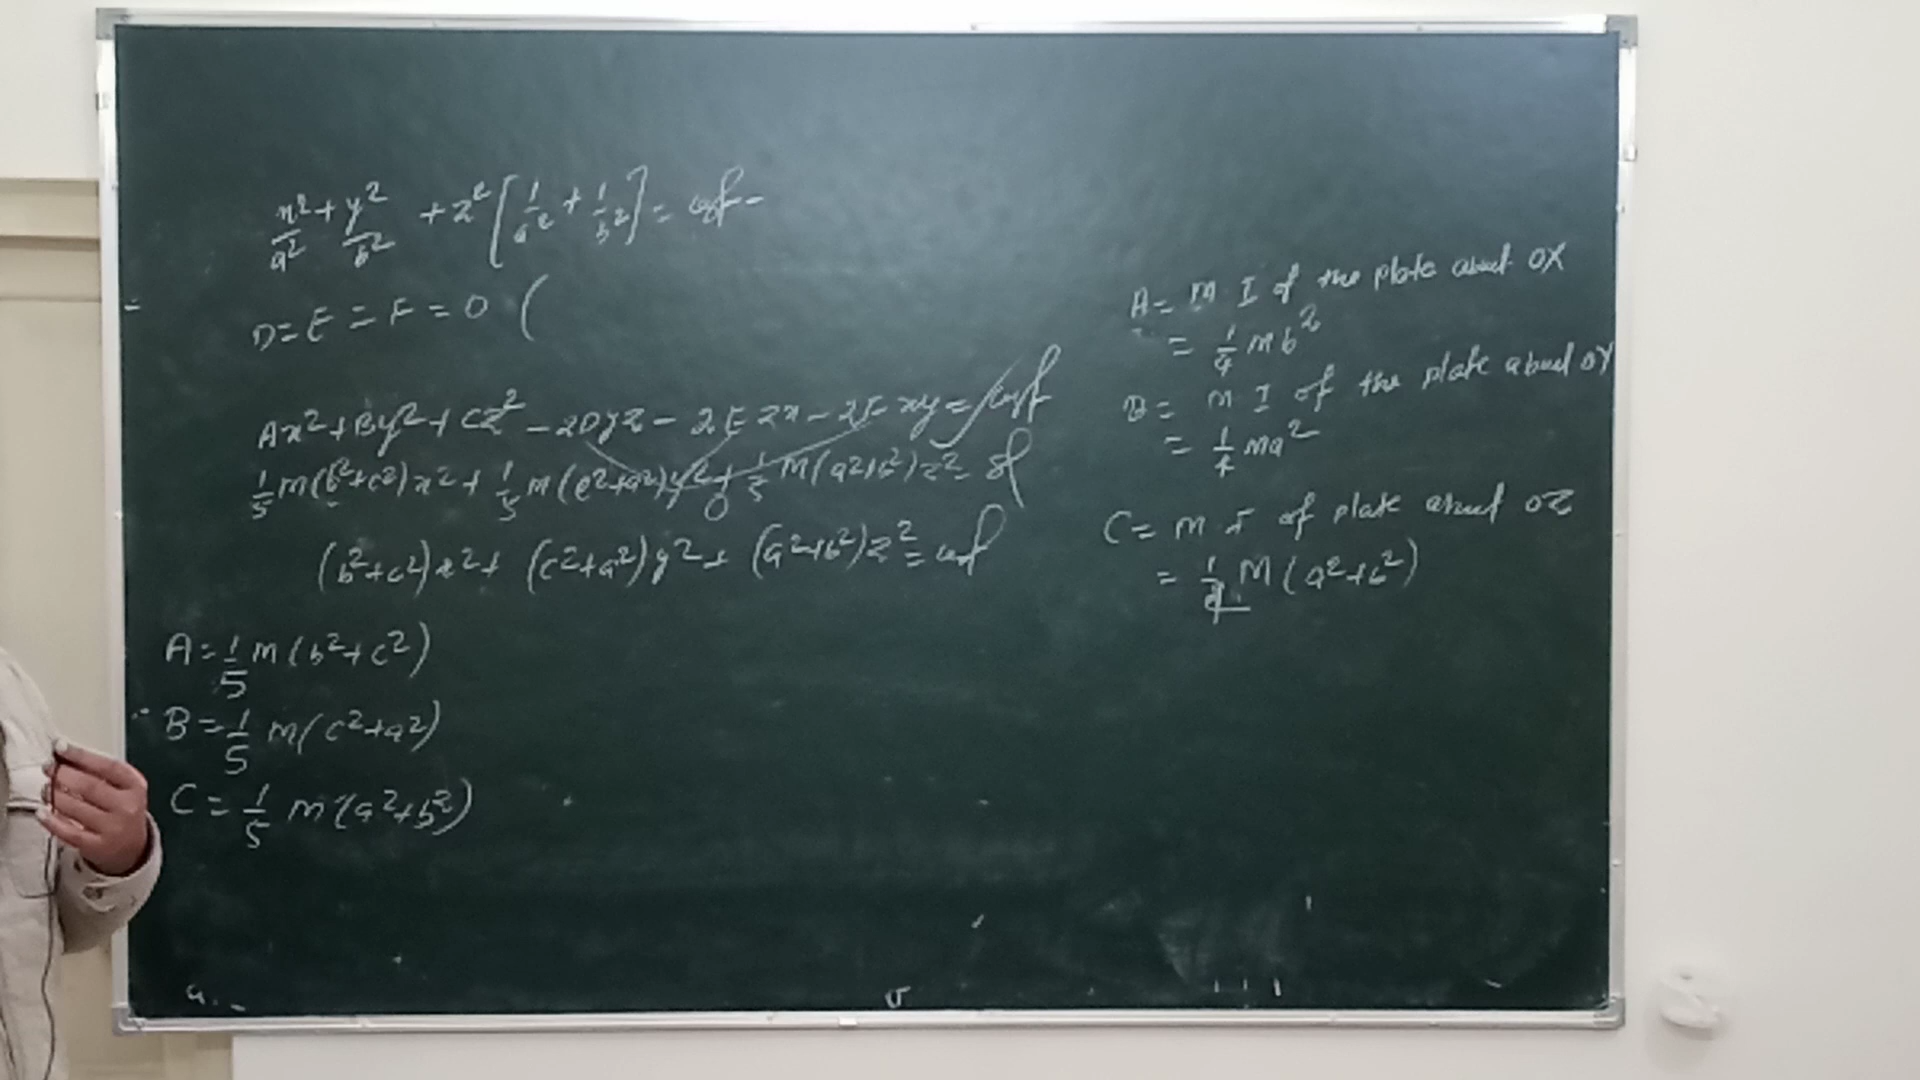 x²/a² + y²/b² + z² [1/a² + 1/b²] =
D = E = F = 0 (
Ax² + By² + Cz² - 2Dyz - 2Ezx - 2Fxy =
1/5 M(b²+c²)x² + 1/5 M(c²+a²)y² + 1/5 M(a²+b²)z² =
(b²+c²)x² + (c²+a²)y² + (a²+b²)z² =
A = 1/5 M(b²+c²)
B = 1/5 M(c²+a²)
C = 1/5 M(a²+b²)
A = M I of the plate about OX
= 1/4 Mb²
B = M I of the plate about OY
= 1/4 Ma²
C = M I of plate about OZ
= 1/4 M(a²+b²)